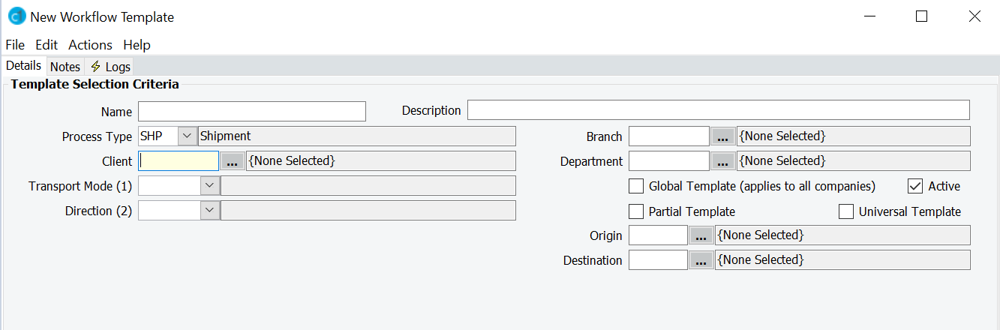 New Workflow Template
File Edit Actions Help
Details Notes Logs
Template Selection Criteria
Name Description
Process Type SHP Shipment Branch ... {None Selected}
Client ... {None Selected} Department ... {None Selected}
Transport Mode (1) Global Template (applies to all companies) Active
Direction (2) Partial Template Universal Template
Origin ... {None Selected}
Destination ... {None Selected}